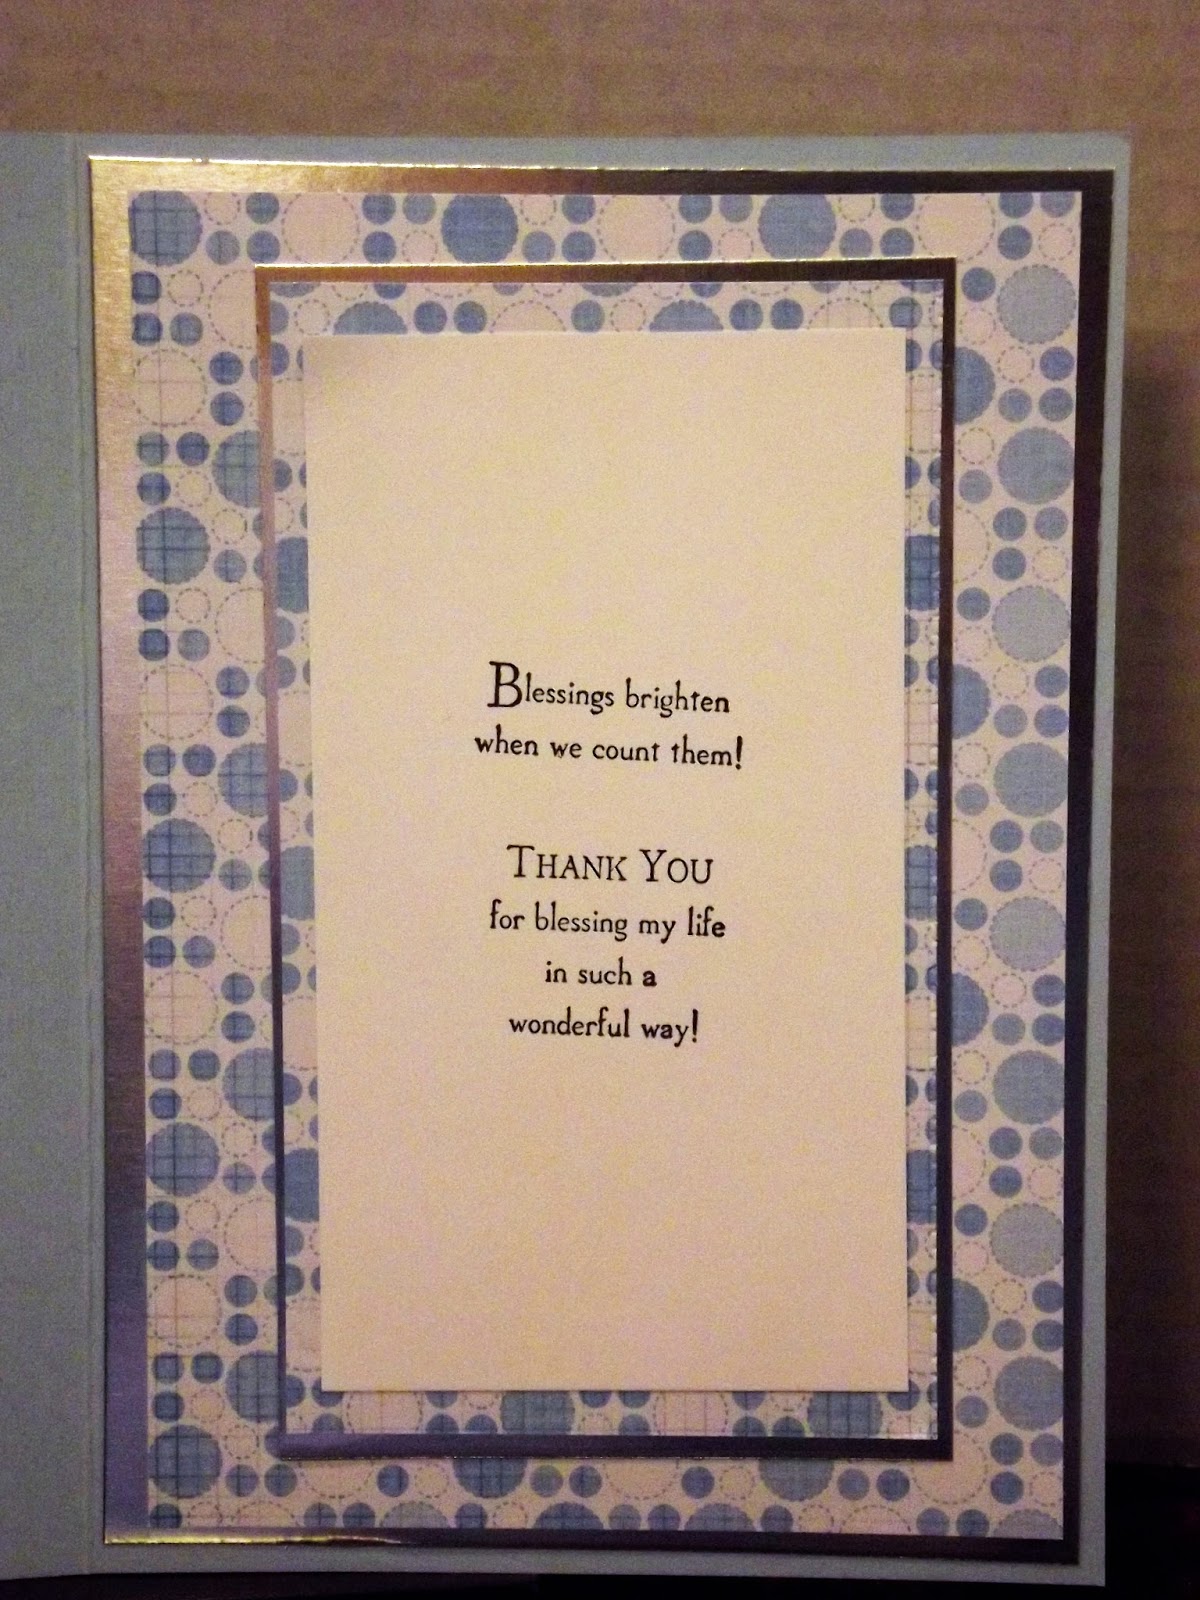 Blessings brighten
when we count them!
THANK YOU
for blessing my life
in such a
wonderful way!